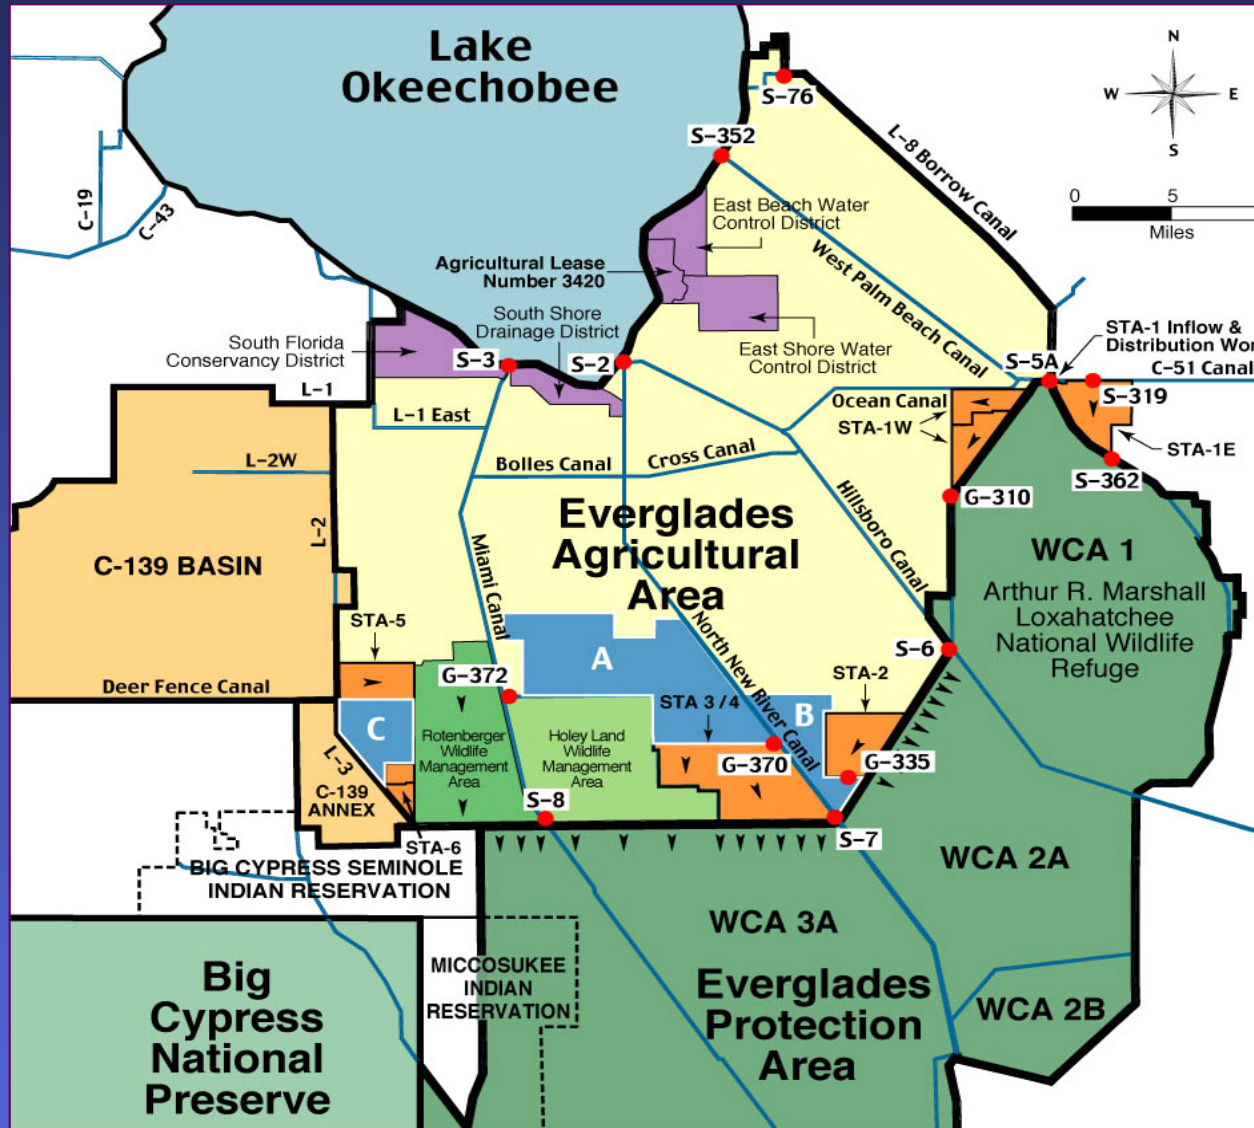 Lake
Okeechobee
N
W
E
S
S-76
S-352
L-8 Borrow Canal
C-19
C-43
0
5
Miles
East Beach Water
Control District
West Palm Beach Canal
Agricultural Lease
Number 3420
South Shore
Drainage District
South Florida
Conservancy District
S-3
S-2
East Shore Water
Control District
STA-1 Inflow &
Distribution Wor
S-5A
C-51 Canal
L-1
L-1 East
Ocean Canal
STA-1W
S-319
STA-1E
S-362
L-2W
Bolles Canal
Cross Canal
Hillsboro Canal
G-310
L-2
Everglades
Agricultural
Area
C-139 BASIN
WCA 1
Arthur R. Marshall
Loxahatchee
National Wildlife
Refuge
Miami Canal
North New River Canal
STA-5
S-6
A
STA-2
G-372
Deer Fence Canal
STA 3/4
B
C
Rotenberger
Wildlife
Management
Area
Holey Land
Wildlife
Management
Area
G-370
G-335
L-3
C-139
ANNEX
S-8
S-7
STA-6
BIG CYPRESS SEMINOLE
INDIAN RESERVATION
WCA 2A
WCA 3A
MICCOSUKEE
INDIAN
RESERVATION
Everglades
Protection
Area
WCA 2B
Big
Cypress
National
Preserve